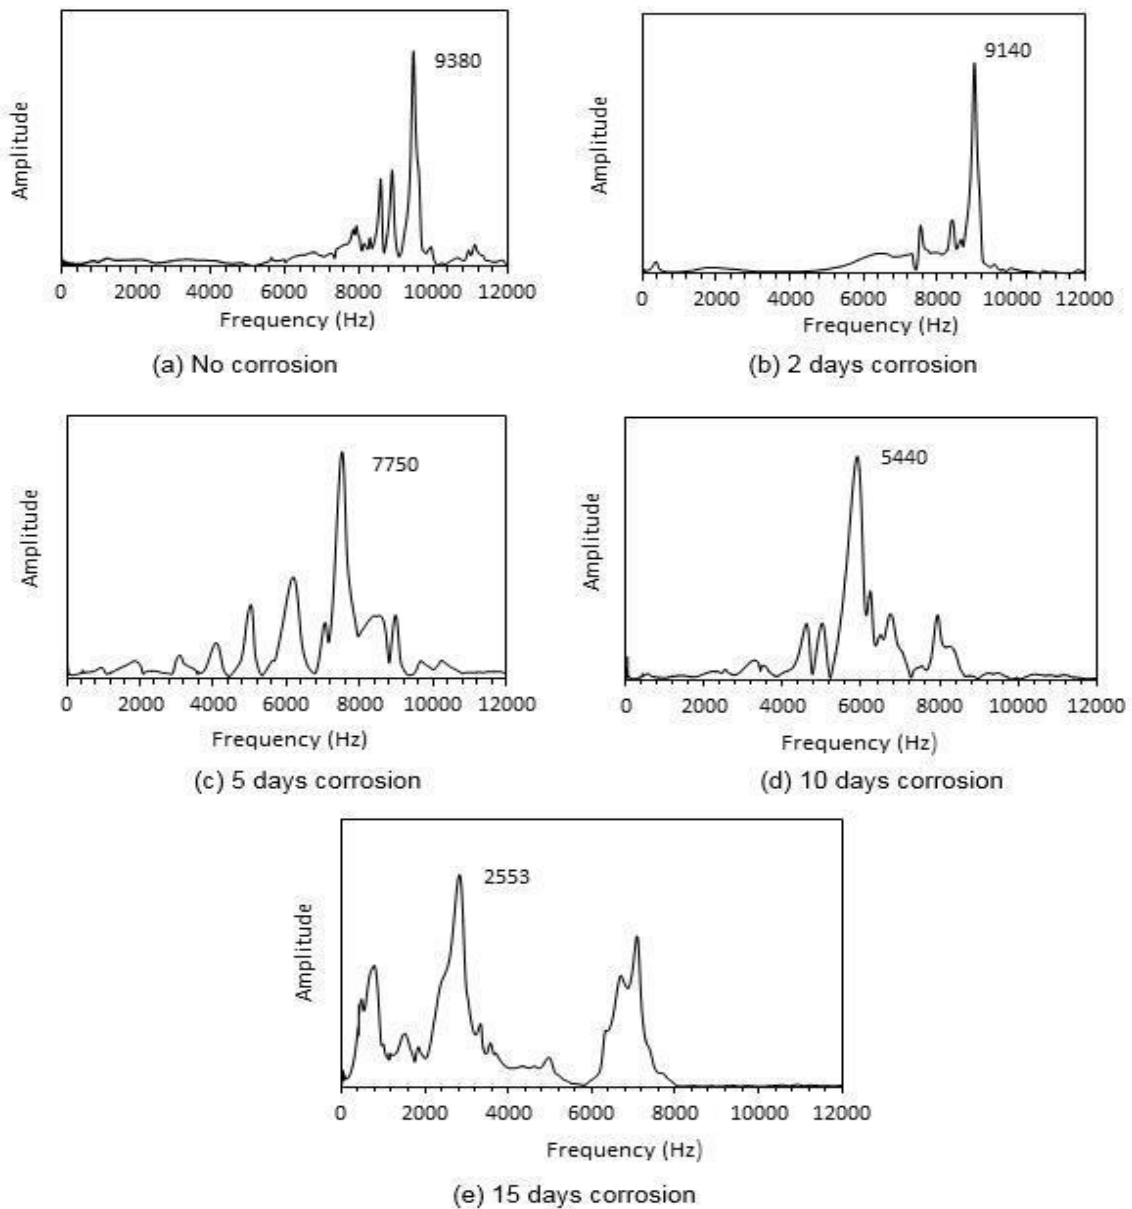 9380
Amplitude
0 2000 4000 6000 8000 10000 12000
Frequency (Hz)
(a) No corrosion
9140
Amplitude
0 2000 4000 6000 8000 10000 12000
Frequency (Hz)
(b) 2 days corrosion
7750
Amplitude
0 2000 4000 6000 8000 10000 12000
Frequency (Hz)
(c) 5 days corrosion
5440
Amplitude
0 2000 4000 6000 8000 10000 12000
Frequency (Hz)
(d) 10 days corrosion
2553
Amplitude
0 2000 4000 6000 8000 10000 12000
Frequency (Hz)
(e) 15 days corrosion